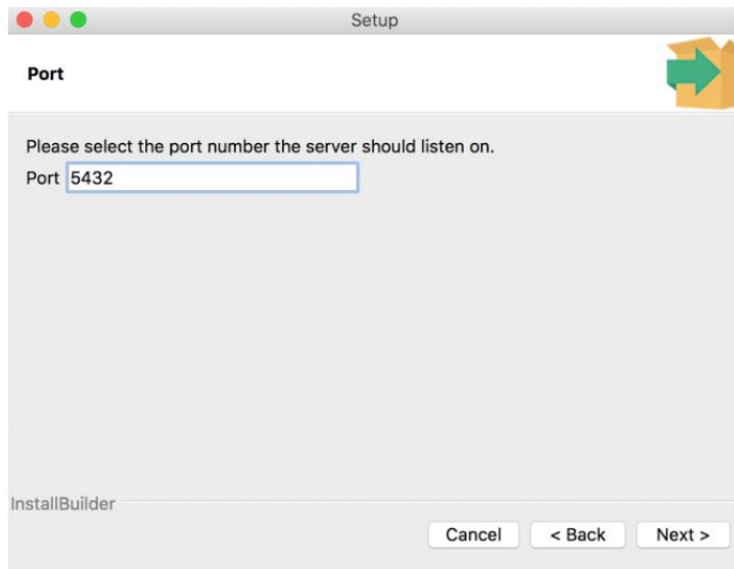 Setup
Port
Please select the port number the server should listen on.
Port 5432
InstallBuilder
Cancel < Back Next >